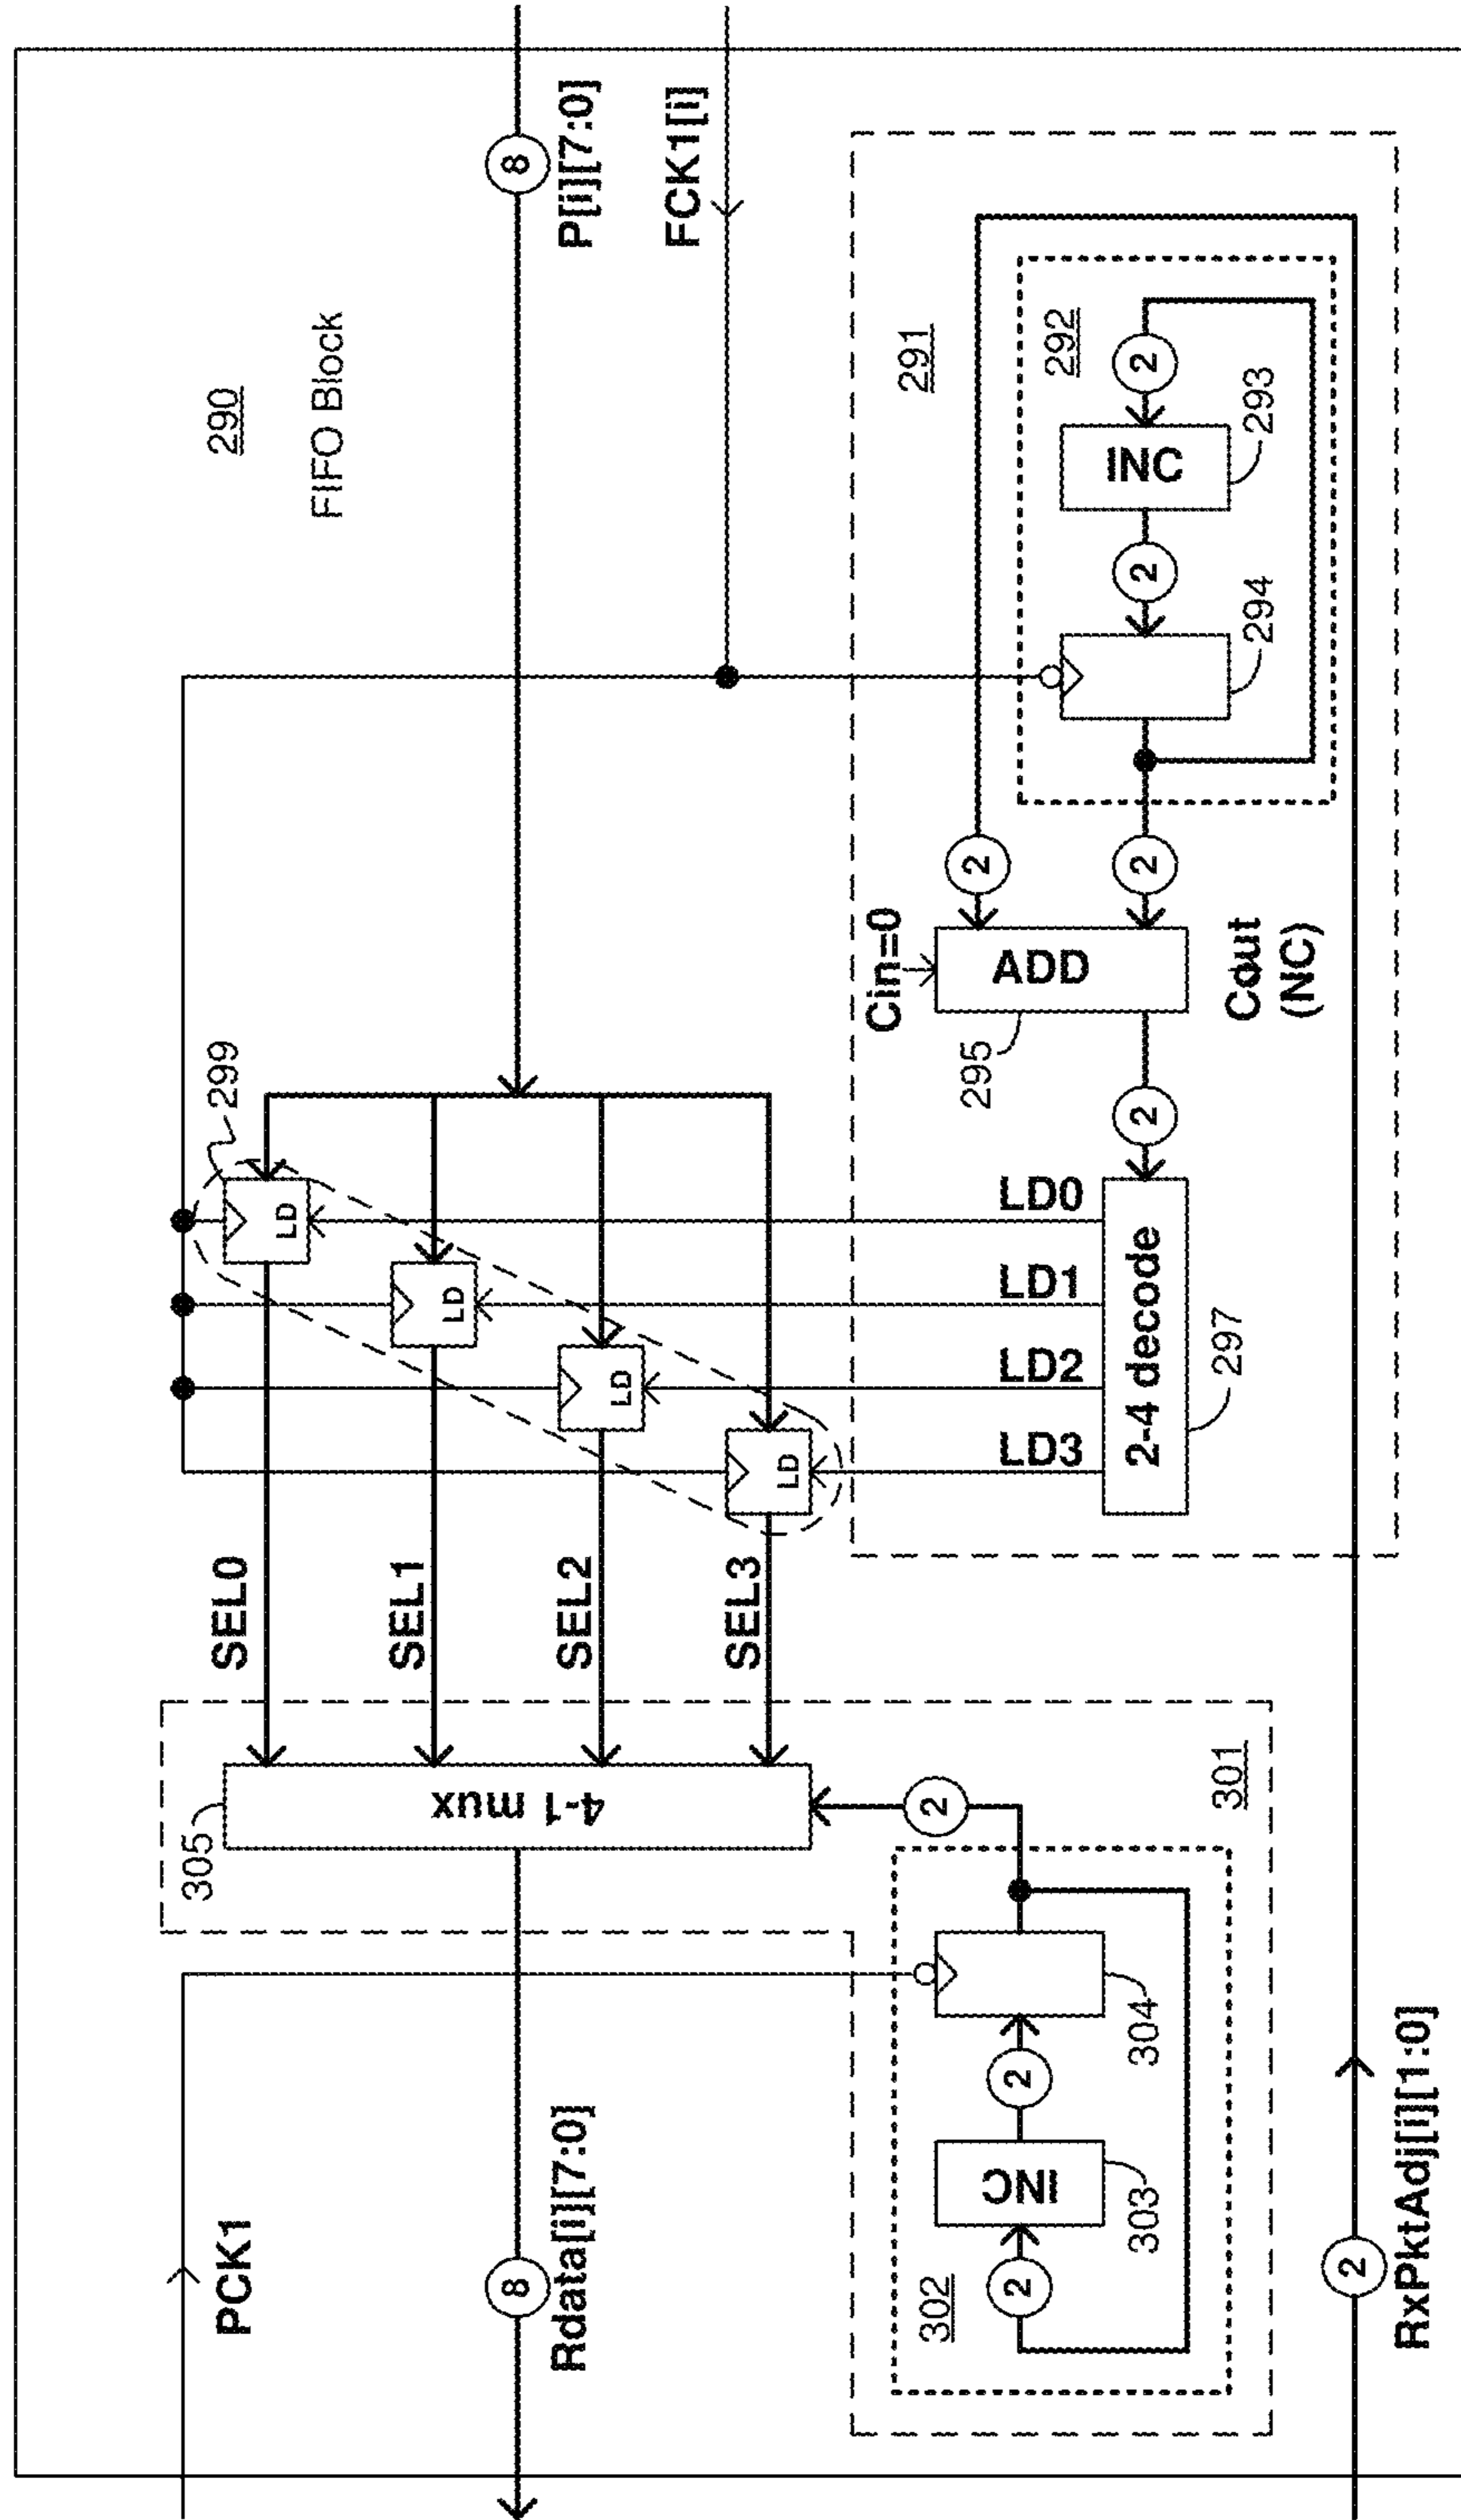 290
FIFO Block
PCK1
8
Rdata[i][7:0]
305
4-1 mux
SEL0
SEL1
SEL2
SEL3
299
LD
LD
LD
LD
8
P[i][7:0]
FCK1[i]
302
2
INC
303
2
304
2
301
LD3
LD2
LD1
LD0
2-4 decode
297
2
295
Cin=0
ADD
Cout
(NC)
2
2
291
292
294
2
INC
293
2
2
RxPktAdj[i][1:0]